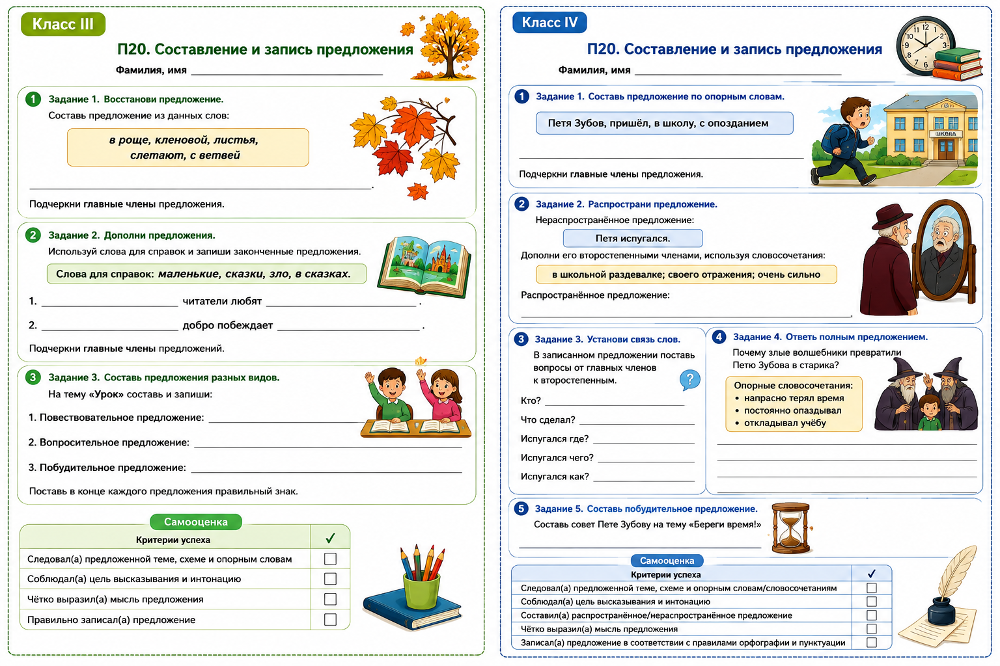 Класс III
П20. Составление и запись предложения
Фамилия, имя
1 Задание 1. Восстанови предложение.
Составь предложение из данных слов:
в роще, кленовой, листья,
слетают, с ветвей
.
Подчеркни главные члены предложения.
2 Задание 2. Дополни предложения.
Используй слова для справок и запиши законченные предложения.
Слова для справок: маленькие, сказки, зло, в сказках.
1. читатели любят .
2. добро побеждает .
Подчеркни главные члены предложений.
3 Задание 3. Составь предложения разных видов.
На тему «Урок» составь и запиши:
1. Повествовательное предложение:
2. Вопросительное предложение:
3. Побудительное предложение:
Поставь в конце каждого предложения правильный знак.
Самооценка
Критерии успеха ✓
Следовал(а) предложенной теме, схеме и опорным словам
Соблюдал(а) цель высказывания и интонацию
Чётко выразил(а) мысль предложения
Правильно записал(а) предложение
Класс IV
П20. Составление и запись предложения
Фамилия, имя
12 1 2 3 4 5 6 7 8 9 10 11
1 Задание 1. Составь предложение по опорным словам.
Петя Зубов, пришёл, в школу, с опозданием
ШКОЛА
Подчеркни главные члены предложения.
2 Задание 2. Распространи предложение.
Нераспространённое предложение:
Петя испугался.
Дополни его второстепенными членами, используя словосочетания:
в школьной раздевалке; своего отражения; очень сильно
Распространённое предложение:
.
3 Задание 3. Установи связь слов.
В записанном предложении поставь
вопросы от главных членов
к второстепенным.
?
Кто?
Что сделал?
Испугался где?
Испугался чего?
Испугался как?
4 Задание 4. Ответь полным предложением.
Почему злые волшебники превратили
Петю Зубова в старика?
Опорные словосочетания:
• напрасно терял время
• постоянно опаздывал
• откладывал учёбу
5 Задание 5. Составь побудительное предложение.
Составь совет Пете Зубову на тему «Береги время!»
Самооценка
Критерии успеха ✓
Следовал(а) предложенной теме, схеме и опорным словам/словосочетаниям
Соблюдал(а) цель высказывания и интонацию
Составил(а) распространённое/нераспространённое предложение
Чётко выразил(а) мысль предложения
Записал(а) предложение в соответствии с правилами орфографии и пунктуации